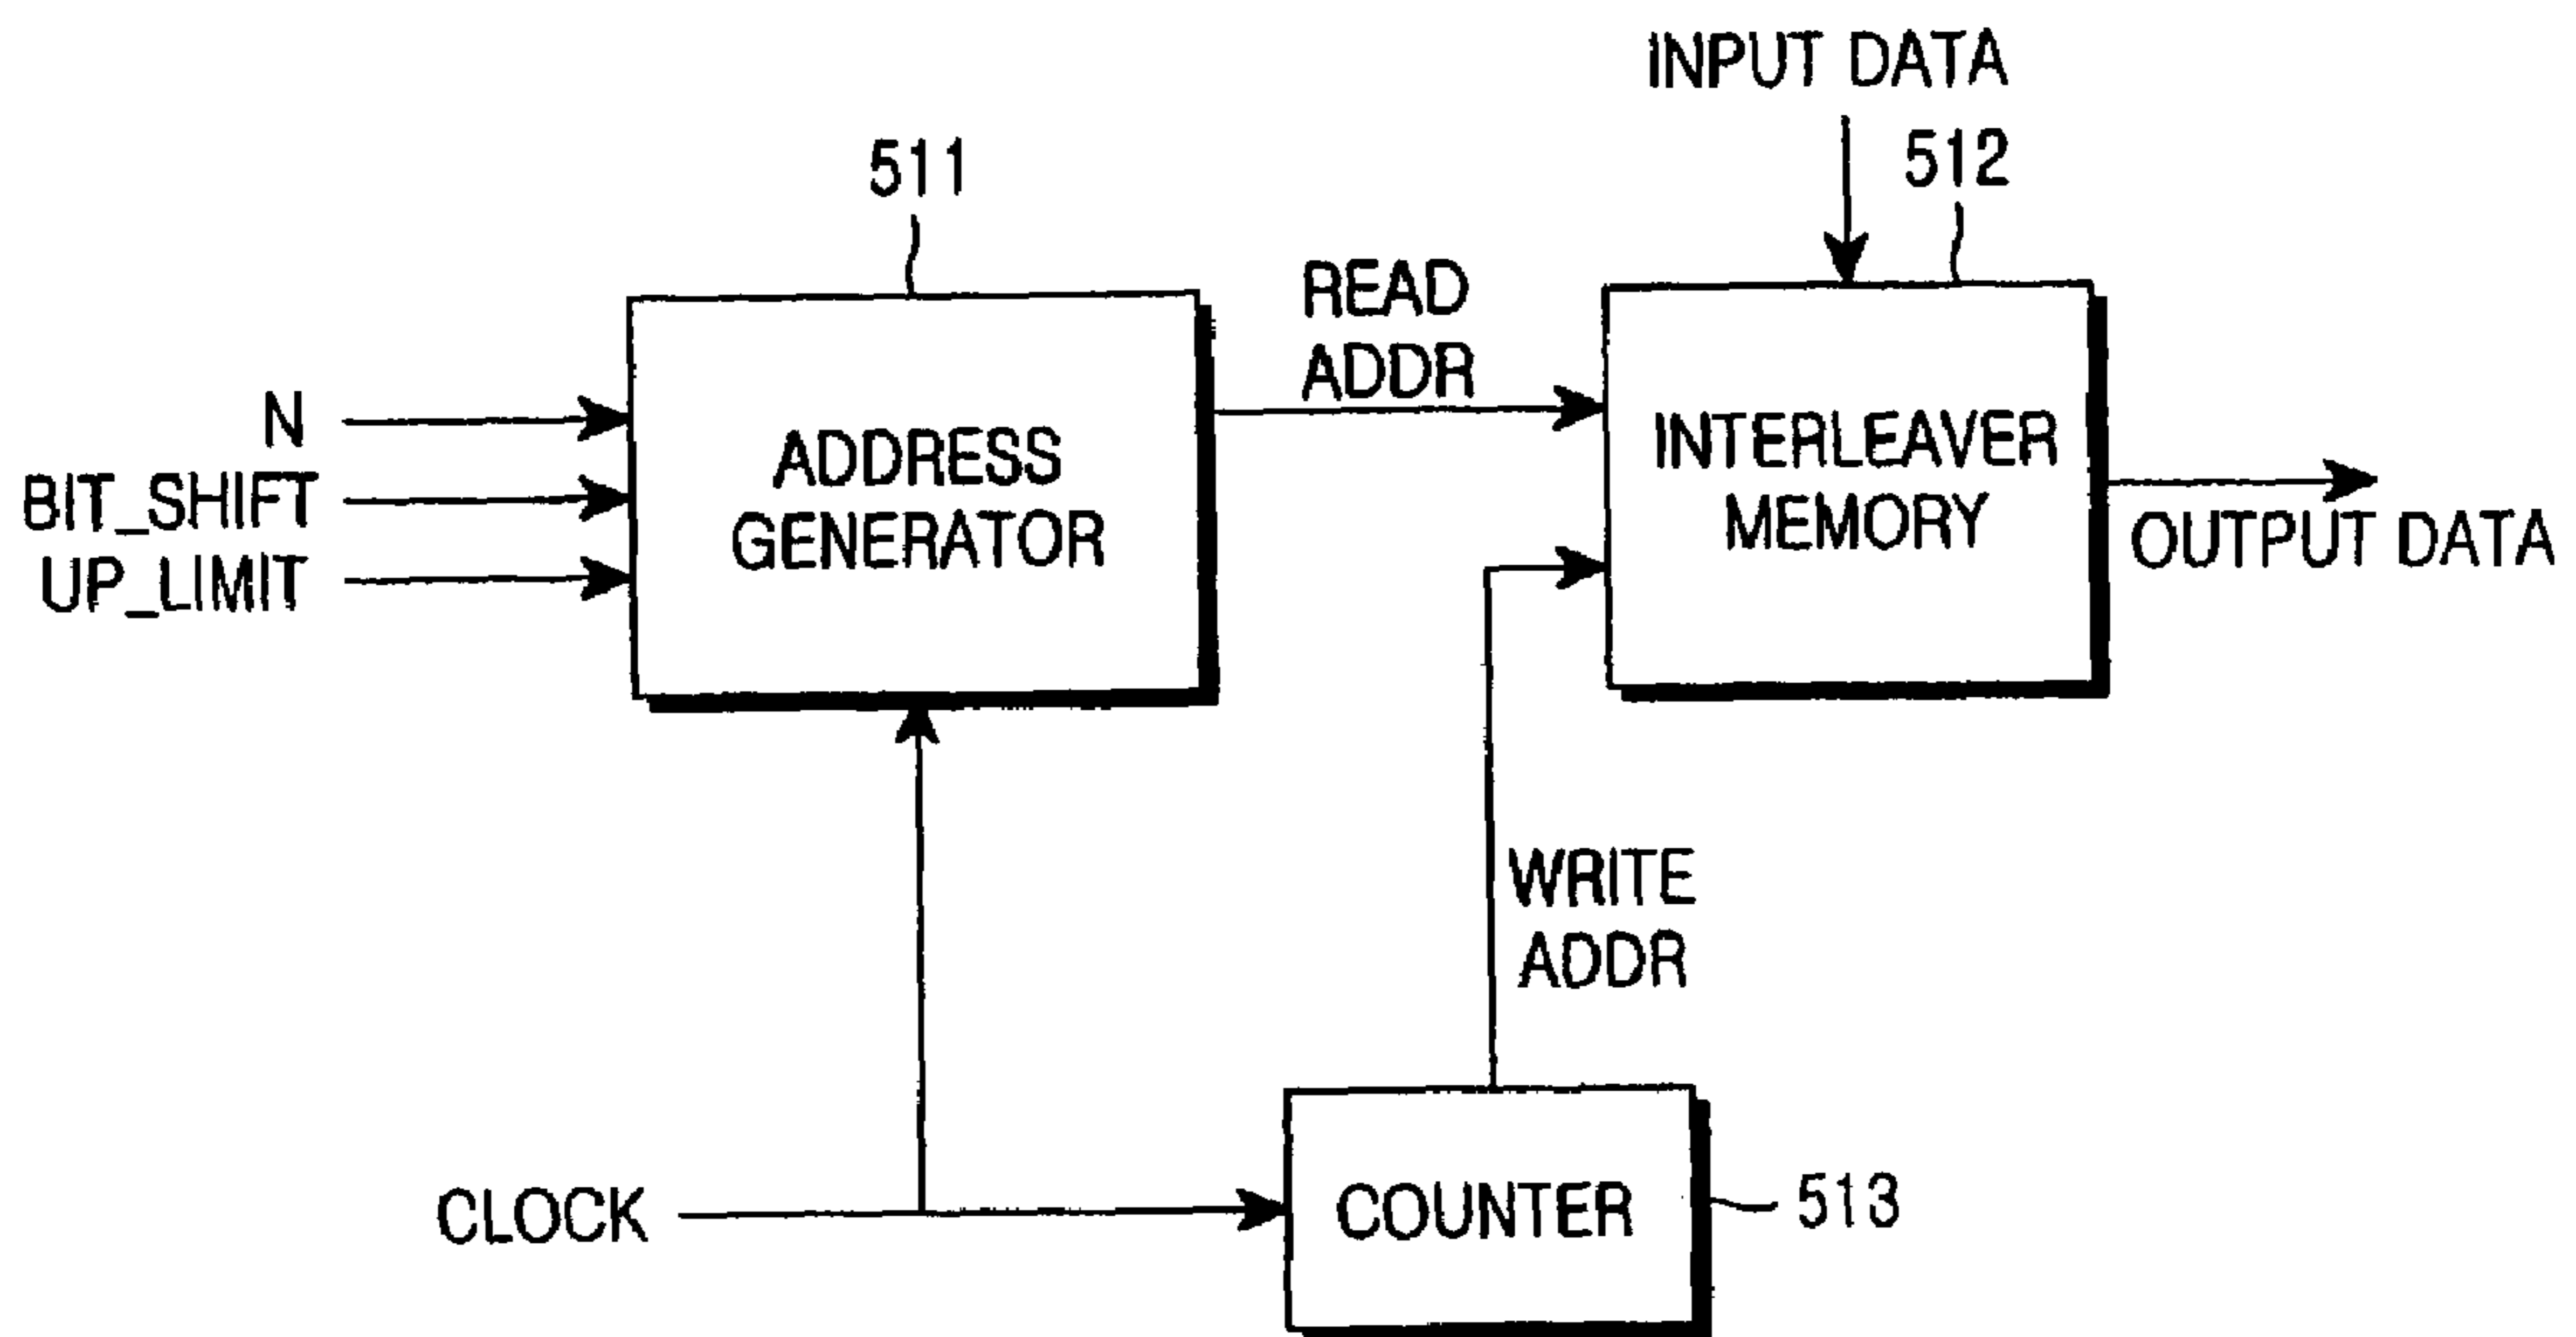 INPUT DATA
511
512
READ
ADDR
N
BIT_SHIFT
UP_LIMIT
ADDRESS
GENERATOR
INTERLEAVER
MEMORY
OUTPUT DATA
WRITE
ADDR
CLOCK
COUNTER
513